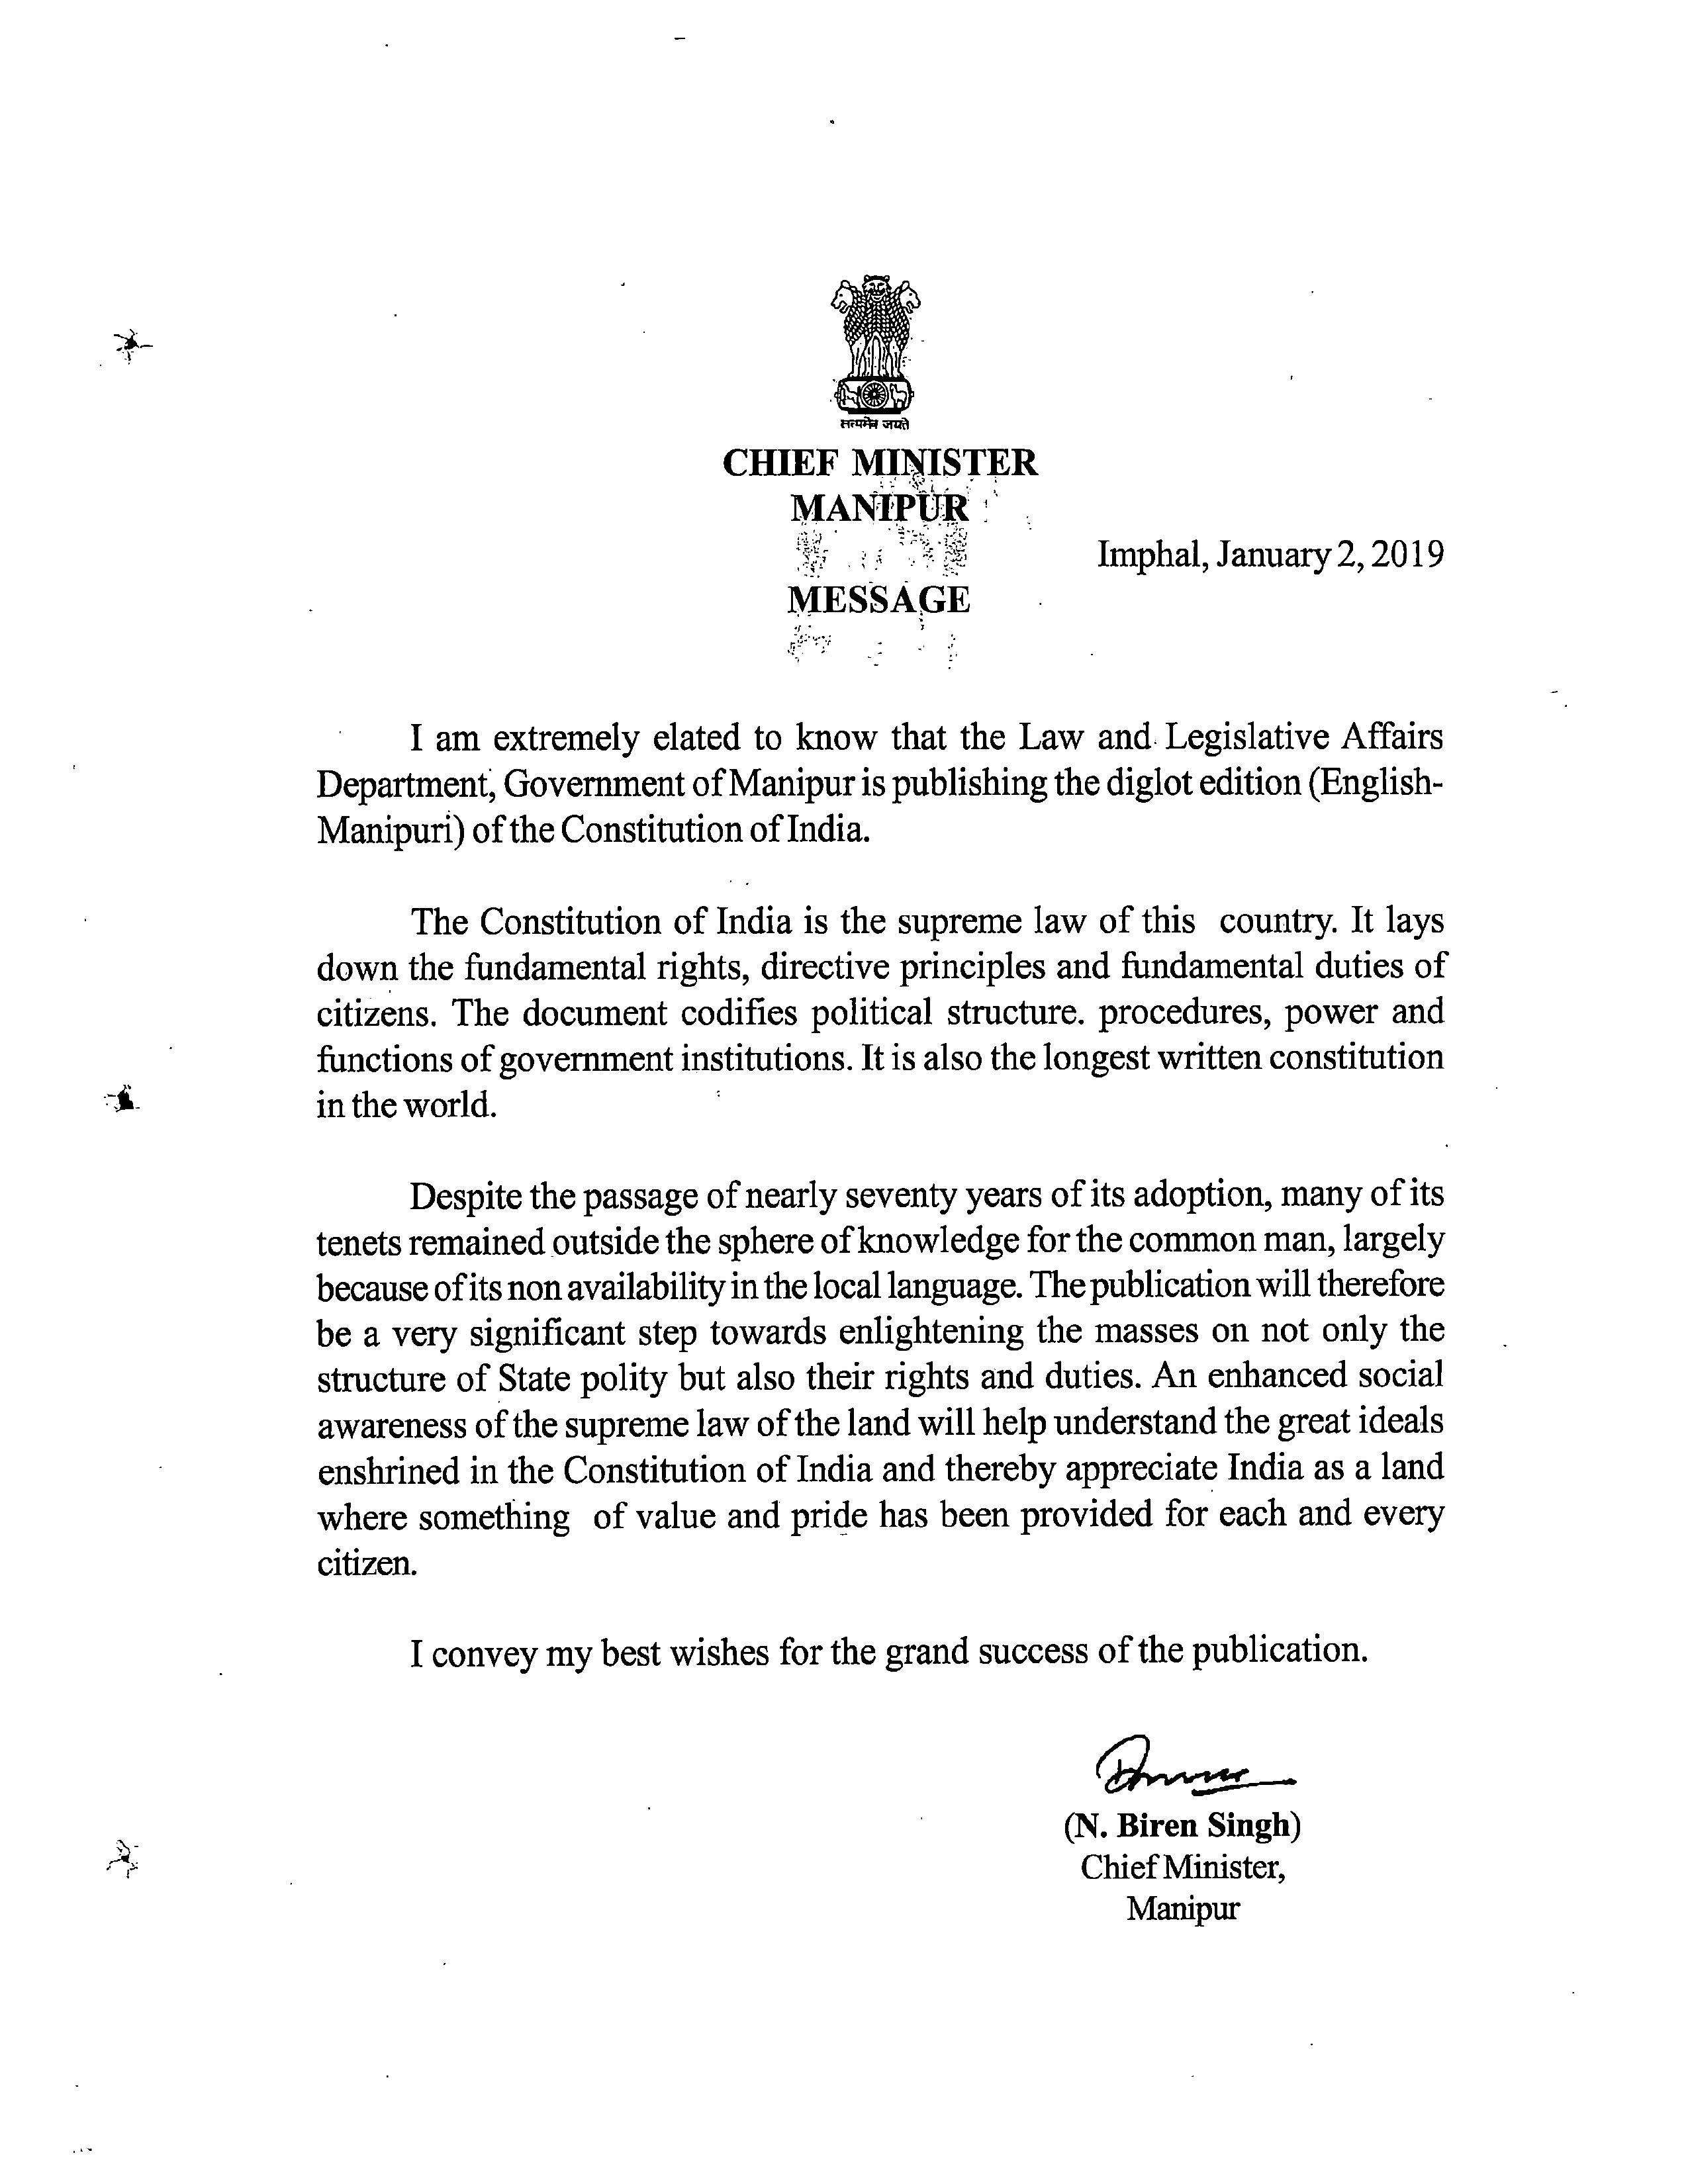 सत्यमेव जयते
CHIEF MINISTER
MANIPUR
Imphal, January 2, 2019
MESSAGE
I am extremely elated to know that the Law and Legislative Affairs
Department, Government of Manipur is publishing the diglot edition (English-
Manipuri) of the Constitution of India.
The Constitution of India is the supreme law of this country. It lays
down the fundamental rights, directive principles and fundamental duties of
citizens. The document codifies political structure. procedures, power and
functions of government institutions. It is also the longest written constitution
in the world.
Despite the passage of nearly seventy years of its adoption, many of its
tenets remained outside the sphere of knowledge for the common man, largely
because of its non availability in the local language. The publication will therefore
be a very significant step towards enlightening the masses on not only the
structure of State polity but also their rights and duties. An enhanced social
awareness of the supreme law of the land will help understand the great ideals
enshrined in the Constitution of India and thereby appreciate India as a land
where something of value and pride has been provided for each and every
citizen.
I convey my best wishes for the grand success of the publication.
(N. Biren Singh)
Chief Minister,
Manipur